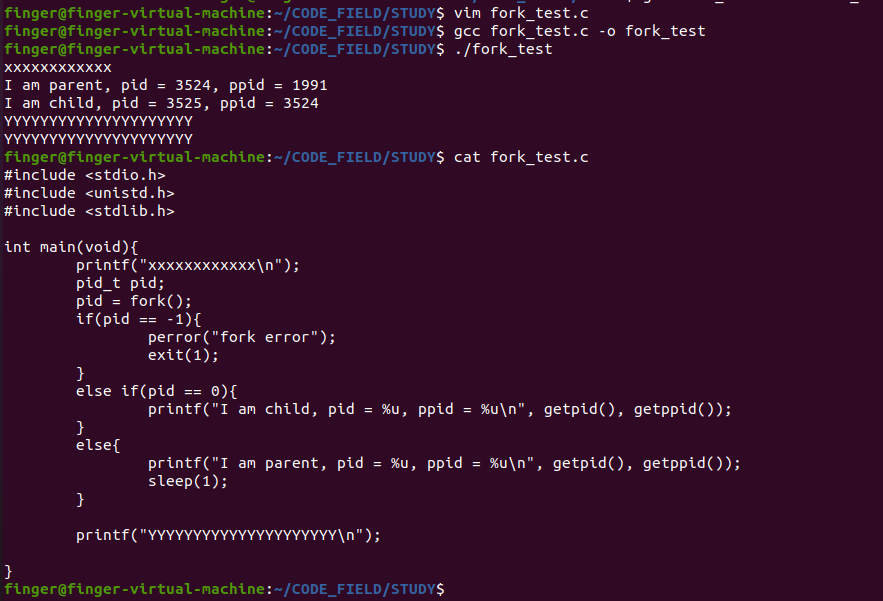 finger@finger-virtual-machine:~/CODE_FIELD/STUDY$ vim fork_test.c
finger@finger-virtual-machine:~/CODE_FIELD/STUDY$ gcc fork_test.c -o fork_test
finger@finger-virtual-machine:~/CODE_FIELD/STUDY$ ./fork_test
xxxxxxxxxxxx
I am parent, pid = 3524, ppid = 1991
I am child, pid = 3525, ppid = 3524
YYYYYYYYYYYYYYYYYYYYY
YYYYYYYYYYYYYYYYYYYYY
finger@finger-virtual-machine:~/CODE_FIELD/STUDY$ cat fork_test.c
#include <stdio.h>
#include <unistd.h>
#include <stdlib.h>
int main(void){
        printf("xxxxxxxxxxxx\n");
        pid_t pid;
        pid = fork();
        if(pid == -1){
                perror("fork error");
                exit(1);
        }
        else if(pid == 0){
                printf("I am child, pid = %u, ppid = %u\n", getpid(), getppid());
        }
        else{
                printf("I am parent, pid = %u, ppid = %u\n", getpid(), getppid());
                sleep(1);
        }
        printf("YYYYYYYYYYYYYYYYYYYYY\n");
}
finger@finger-virtual-machine:~/CODE_FIELD/STUDY$